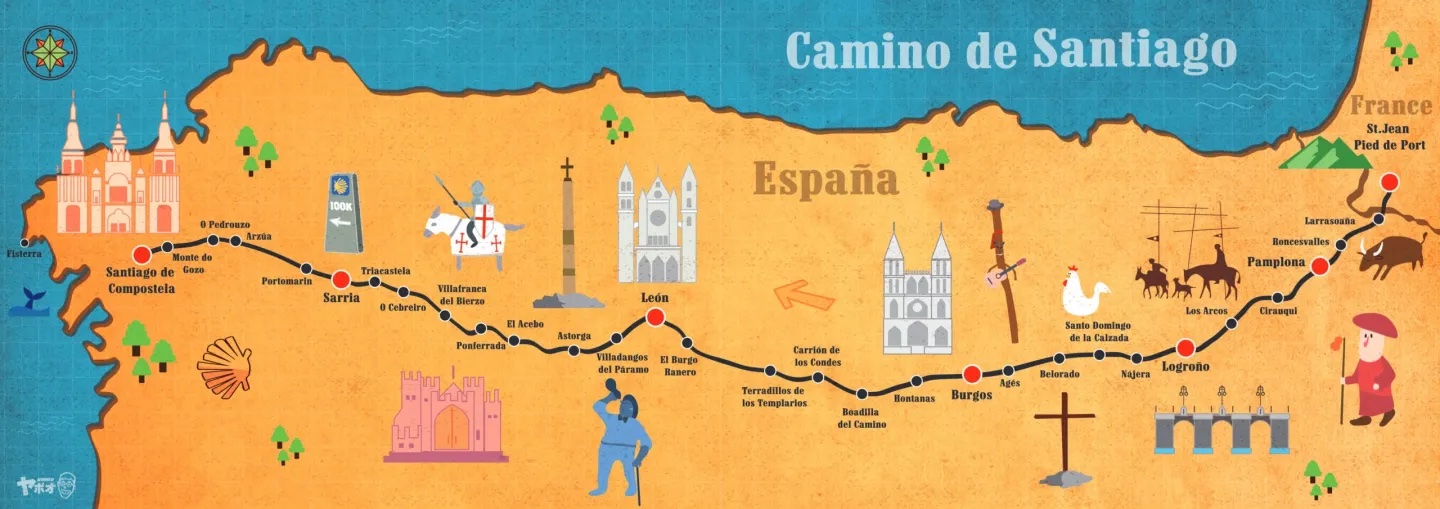 Camino de Santiago
France
St.Jean
Pied de Port
España
Larrasoaña
Roncesvalles
Pamplona
Cirauqui
Los Arcos
Logroño
Nájera
Santo Domingo
de la Calzada
Belorado
Agés
Burgos
Hontanas
Boadilla
del Camino
Carrión de
los Condes
Terradillos de
los Templarios
El Burgo
Ranero
León
Villadangos
del Páramo
Astorga
El Acebo
Ponferrada
Villafranca
del Bierzo
O Cebreiro
Triacastela
Sarria
100K
Portomarin
Arzúa
O Pedrouzo
Monte do
Gozo
Santiago de
Compostela
Fisterra
ヤボオ